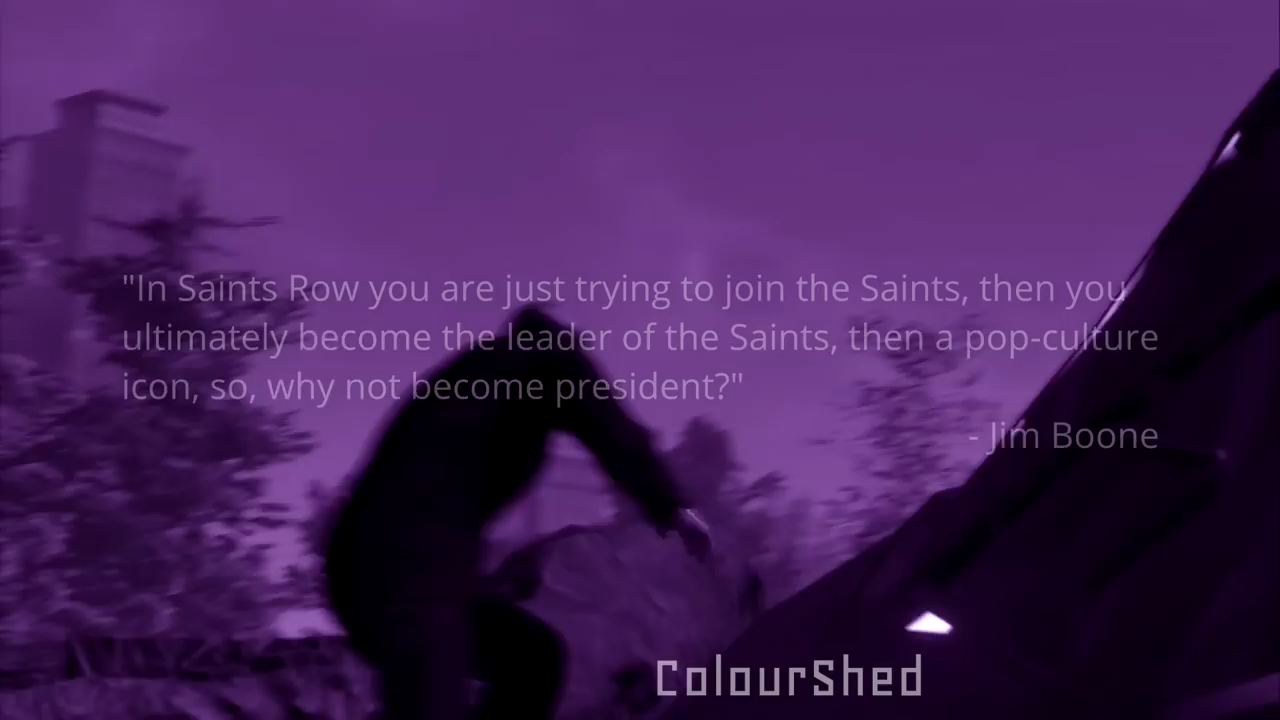 "In Saints Row you are just trying to join the Saints, then you
ultimately become the leader of the Saints, then a pop-culture
icon, so, why not become president?"
- Jim Boone
ColourShed